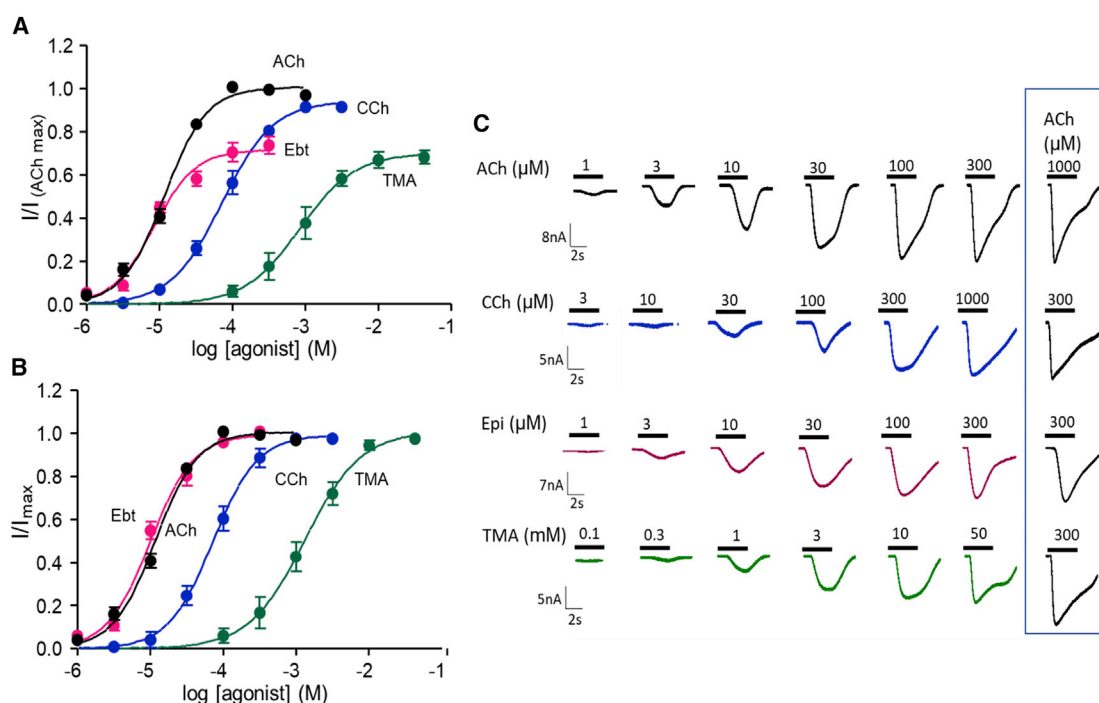 A
1.2
1.0
0.8
0.6
0.4
0.2
0.0
I/I(ACh max)
ACh
CCh
Ebt
TMA
-6 -5 -4 -3 -2 -1
log [agonist] (M)
B
1.2
1.0
0.8
0.6
0.4
0.2
0.0
I/Imax
Ebt
ACh
CCh
TMA
-6 -5 -4 -3 -2 -1
log [agonist] (M)
C
ACh (µM) 1 3 10 30 100 300
ACh
(µM)
1000
8nA
2s
CCh (µM) 3 10 30 100 300 1000 300
5nA
2s
Epi (µM) 1 3 10 30 100 300 300
7nA
2s
TMA (mM) 0.1 0.3 1 3 10 50 300
5nA
2s